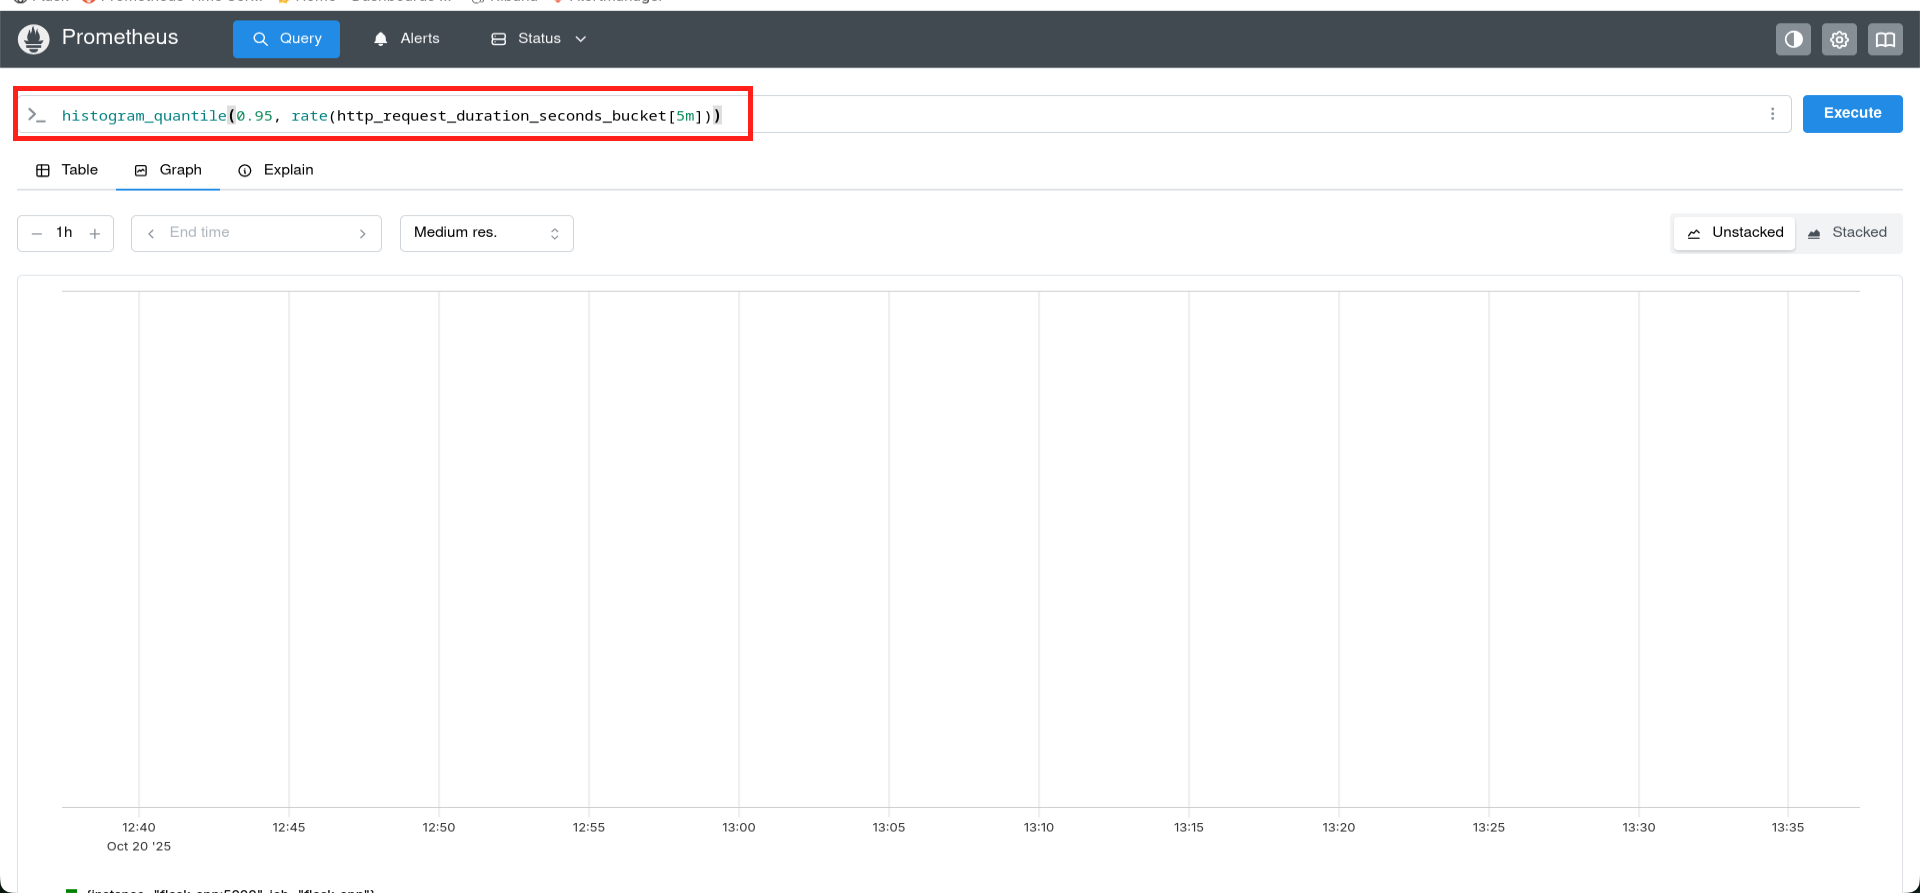 Prometheus Query Alerts Status
>_ histogram_quantile(0.95, rate(http_request_duration_seconds_bucket[5m])) Execute
Table Graph Explain
− 1h + End time Medium res. Unstacked Stacked
12:40 12:45 12:50 12:55 13:00 13:05 13:10 13:15 13:20 13:25 13:30 13:35
Oct 20 '25